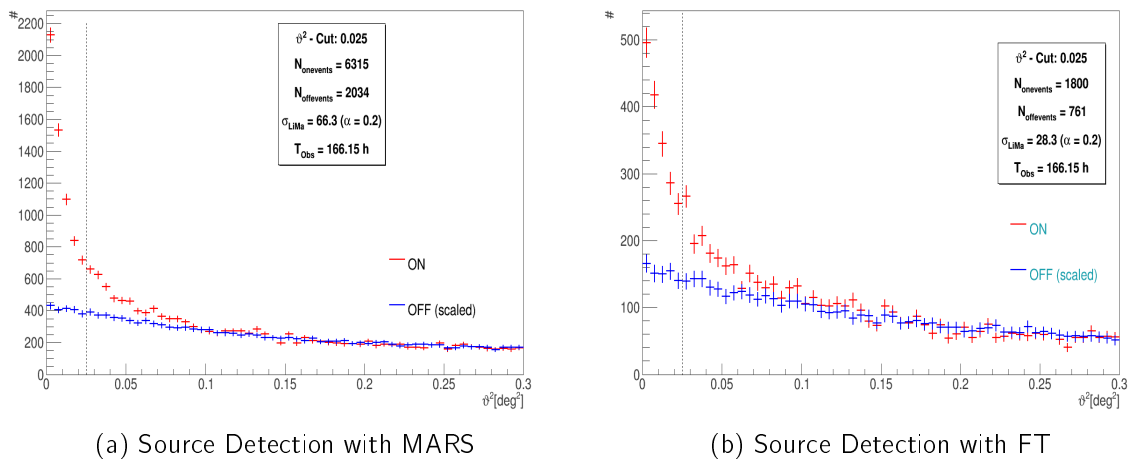 #
2200
2000
1800
1600
1400
1200
1000
800
600
400
200
0
0 0.05 0.1 0.15 0.2 0.25 0.3
ϑ²[deg²]
ϑ² - Cut: 0.025
N_onevents = 6315
N_offevents = 2034
σ_LiMa = 66.3 (α = 0.2)
T_Obs = 166.15 h
ON
OFF (scaled)
(a) Source Detection with MARS
#
500
400
300
200
100
0
0 0.05 0.1 0.15 0.2 0.25 0.3
ϑ²[deg²]
ϑ² - Cut: 0.025
N_onevents = 1800
N_offevents = 761
σ_LiMa = 28.3 (α = 0.2)
T_Obs = 166.15 h
ON
OFF (scaled)
(b) Source Detection with FT